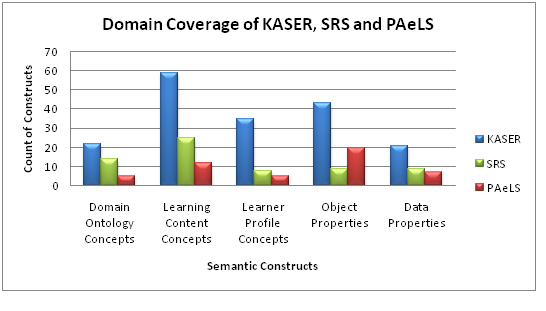 Domain Coverage of KASER, SRS and PAeLS
70
60
50
40
30
20
10
0
Count of Constructs
Domain
Ontology
Concepts
Learning
Content
Concepts
Learner
Profile
Concepts
Object
Properties
Data
Properties
Semantic Constructs
KASER
SRS
PAeLS